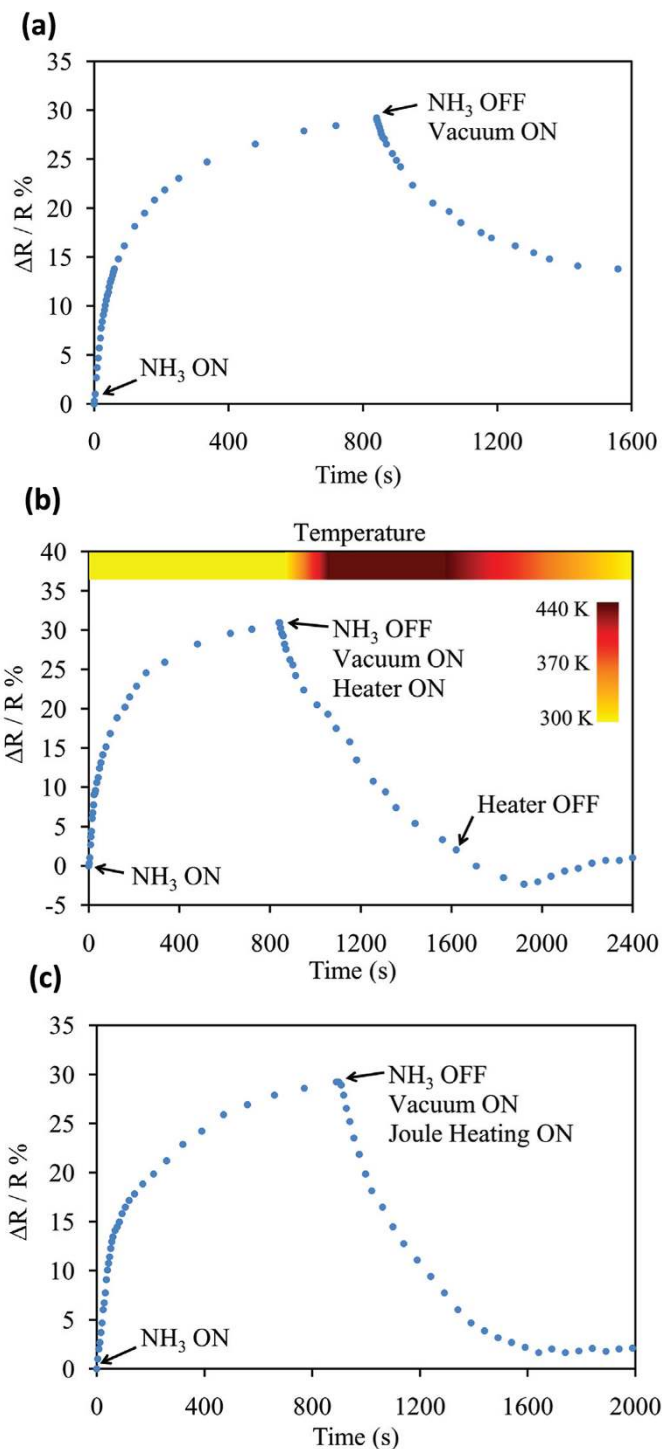 (a)
35
30
25
20
15
10
5
0
ΔR / R %
NH₃ OFF
Vacuum ON
NH₃ ON
0 400 800 1200 1600
Time (s)
(b)
Temperature
40
35
30
25
20
15
10
5
0
-5
ΔR / R %
440 K
370 K
300 K
NH₃ OFF
Vacuum ON
Heater ON
Heater OFF
NH₃ ON
0 400 800 1200 1600 2000 2400
Time (s)
(c)
35
30
25
20
15
10
5
0
ΔR / R %
NH₃ OFF
Vacuum ON
Joule Heating ON
NH₃ ON
0 400 800 1200 1600 2000
Time (s)